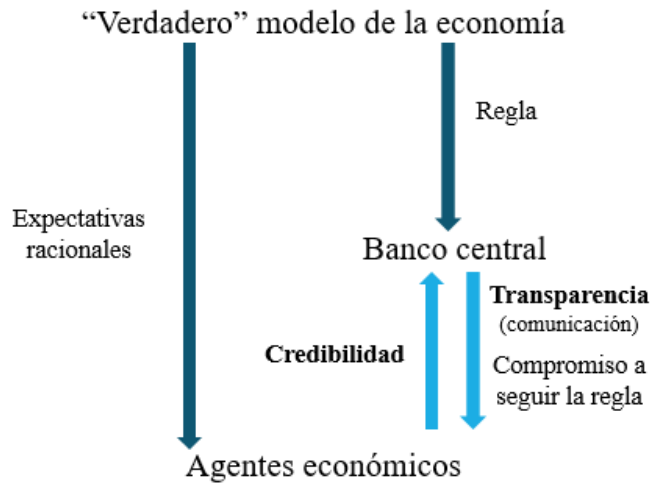 “Verdadero” modelo de la economía
Regla
Expectativas
racionales
Banco central
Transparencia
(comunicación)
Credibilidad
Compromiso a
seguir la regla
Agentes económicos